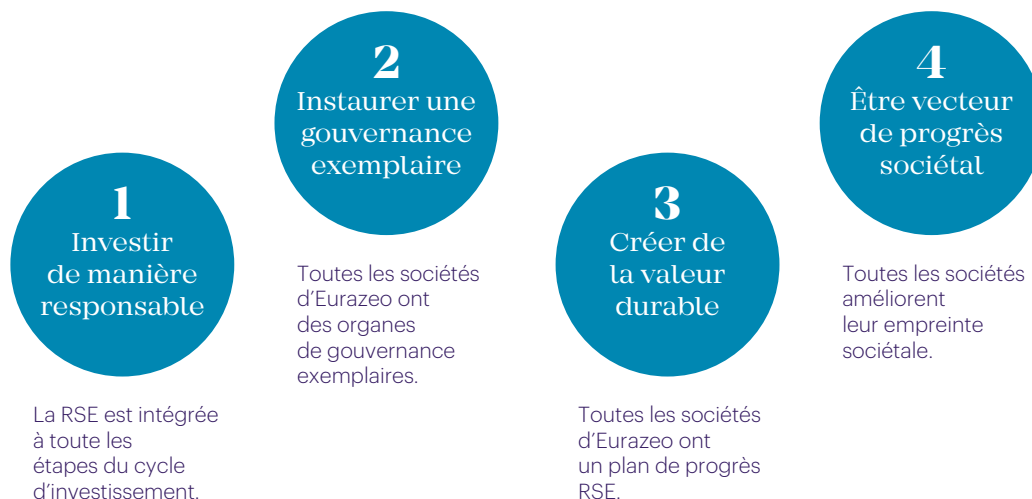 1
Investir
de manière
responsable
La RSE est intégrée
à toute les
étapes du cycle
d'investissement.
2
Instaurer une
gouvernance
exemplaire
Toutes les sociétés
d'Eurazeo ont
des organes
de gouvernance
exemplaires.
3
Créer de
la valeur
durable
Toutes les sociétés
d'Eurazeo ont
un plan de progrès
RSE.
4
Être vecteur
de progrès
sociétal
Toutes les sociétés
améliorent
leur empreinte
sociétale.